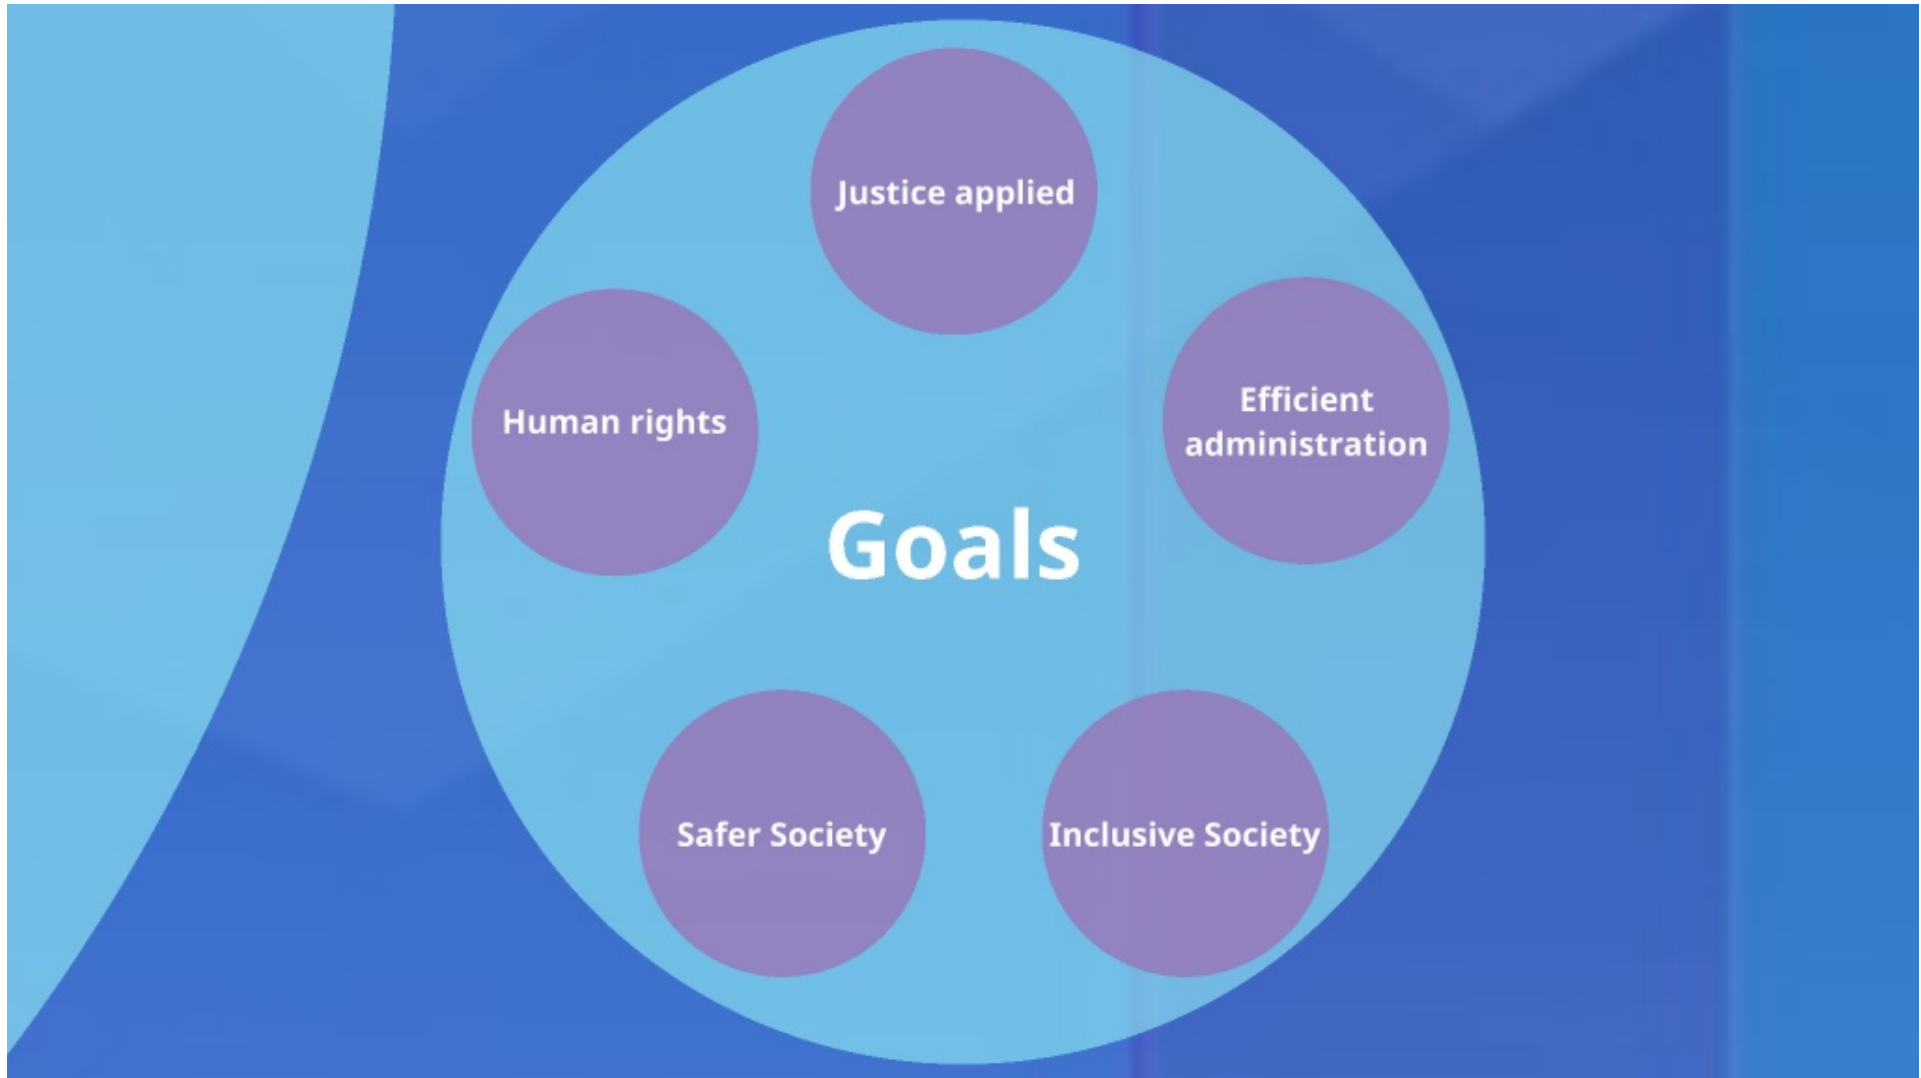 Justice applied
Human rights
Efficient
administration
Goals
Safer Society
Inclusive Society